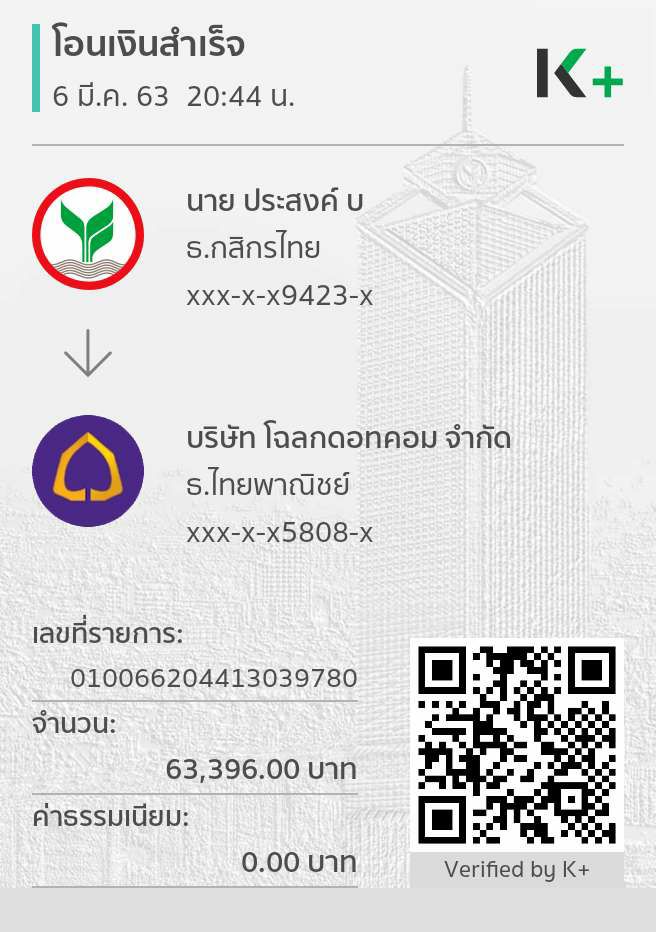 โอนเงินสำเร็จ
6 มี.ค. 63 20:44 น.
K+
นาย ประสงค์ บ
ธ.กสิกรไทย
xxx-x-x9423-x
บริษัท โฉลกดอทคอม จำกัด
ธ.ไทยพาณิชย์
xxx-x-x5808-x
เลขที่รายการ:
010066204413039780
จำนวน:
63,396.00 บาท
ค่าธรรมเนียม:
0.00 บาท
Verified by K+